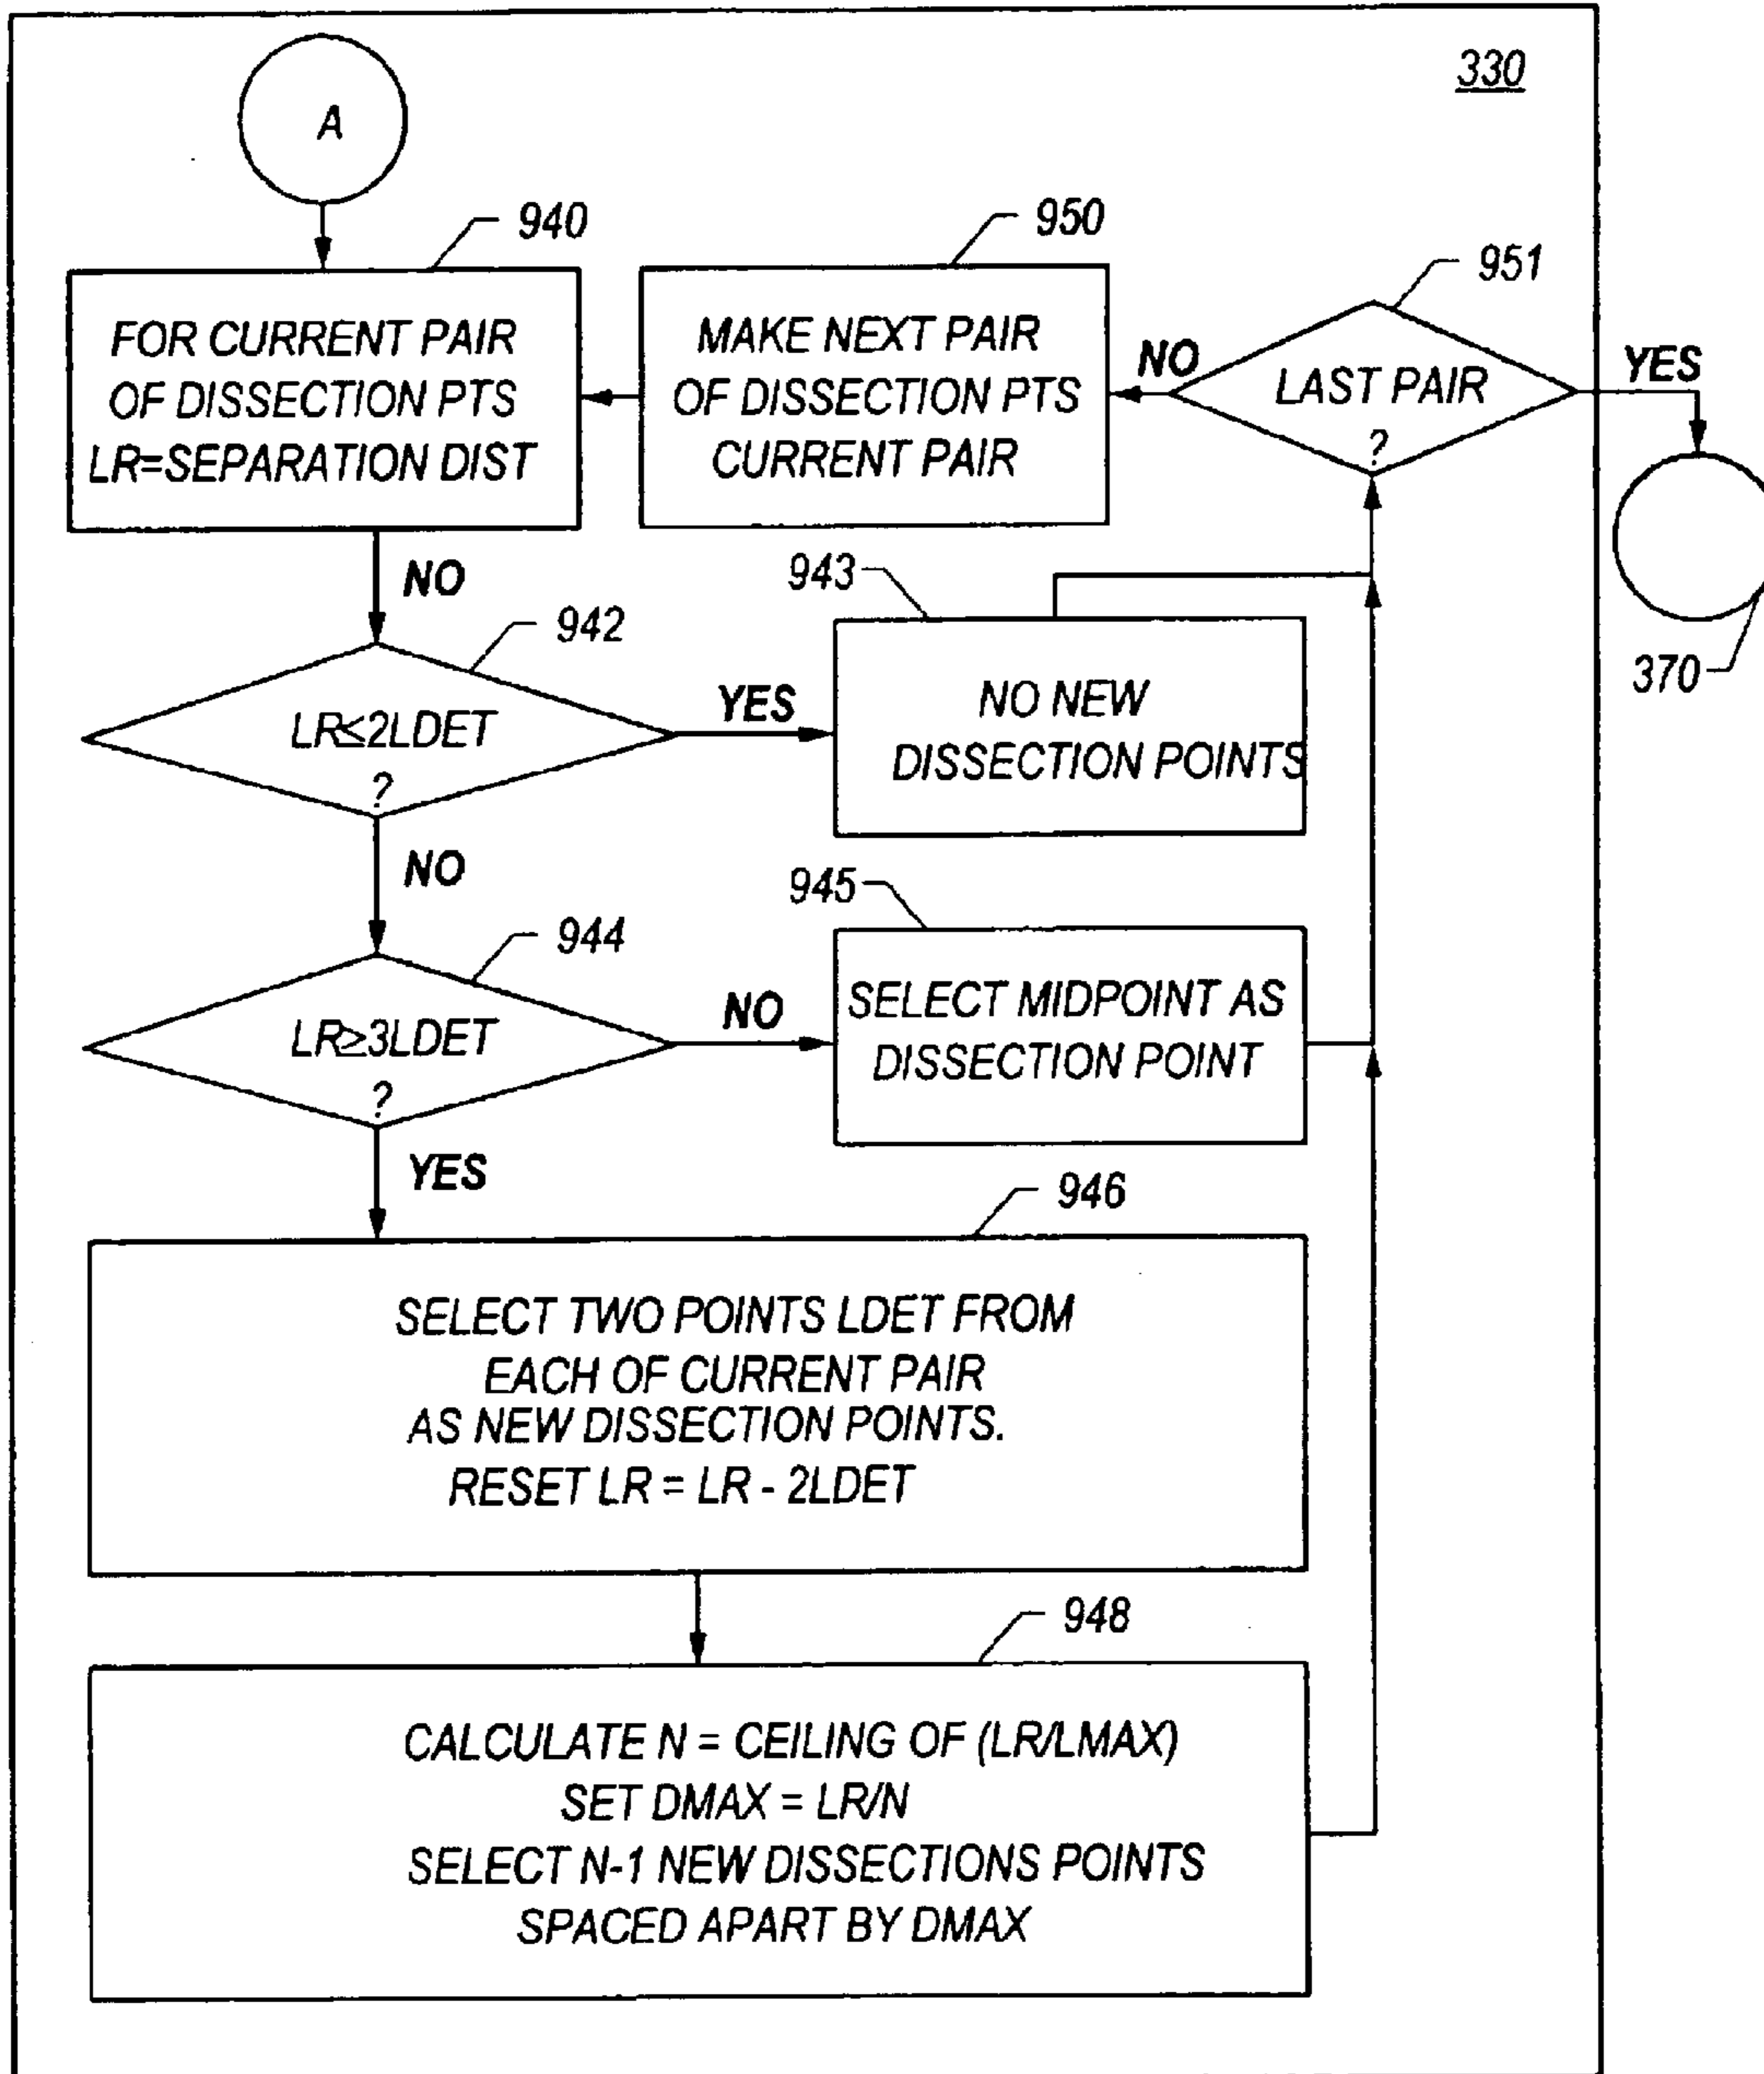 330
A
940
FOR CURRENT PAIR
OF DISSECTION PTS
LR=SEPARATION DIST
950
MAKE NEXT PAIR
OF DISSECTION PTS
CURRENT PAIR
951
LAST PAIR
?
NO
YES
370
NO
942
LR≤2LDET
?
YES
943
NO NEW
DISSECTION POINTS
NO
944
LR≥3LDET
?
NO
945
SELECT MIDPOINT AS
DISSECTION POINT
YES
946
SELECT TWO POINTS LDET FROM
EACH OF CURRENT PAIR
AS NEW DISSECTION POINTS.
RESET LR = LR - 2LDET
948
CALCULATE N = CEILING OF (LR/LMAX)
SET DMAX = LR/N
SELECT N-1 NEW DISSECTIONS POINTS
SPACED APART BY DMAX